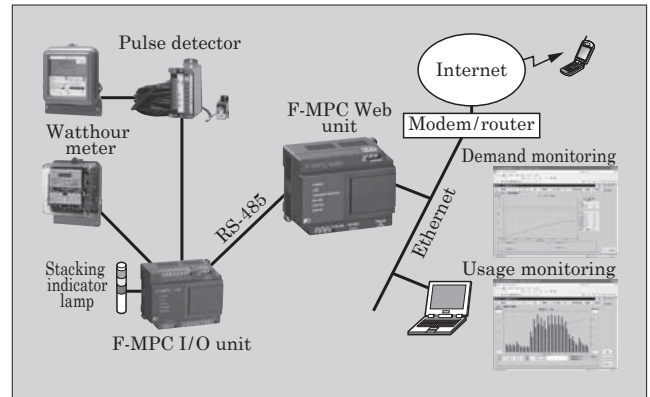 Pulse detector
Internet
F-MPC Web
unit
Modem/router
Watthour
meter
Demand monitoring
RS-485
Ethernet
Stacking
indicator
lamp
Usage monitoring
F-MPC I/O unit